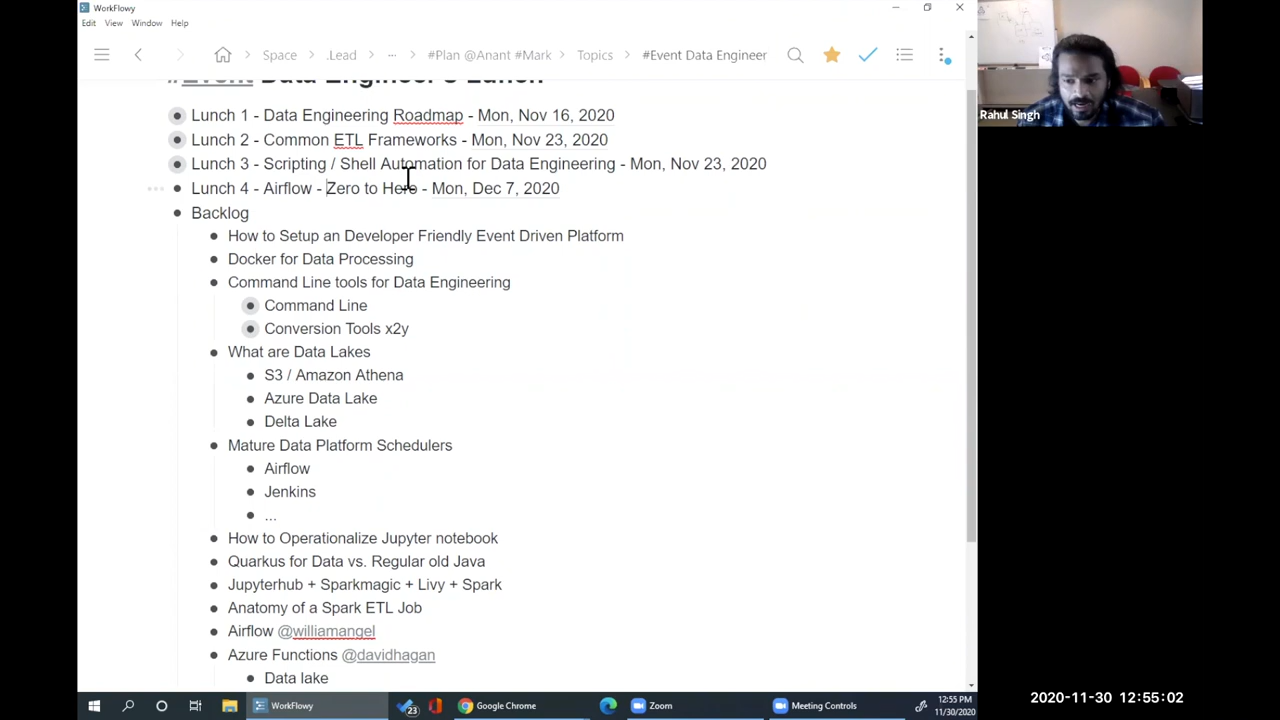 WorkFlowy
Edit View Window Help
Space .Lead ... #Plan @Anant #Mark Topics #Event Data Engineer
#Event Data Engineer's Lunch
Lunch 1 - Data Engineering Roadmap - Mon, Nov 16, 2020
Lunch 2 - Common ETL Frameworks - Mon, Nov 23, 2020
Lunch 3 - Scripting / Shell Automation for Data Engineering - Mon, Nov 23, 2020
Lunch 4 - Airflow - Zero to Hero - Mon, Dec 7, 2020
Backlog
How to Setup an Developer Friendly Event Driven Platform
Docker for Data Processing
Command Line tools for Data Engineering
Command Line
Conversion Tools x2y
What are Data Lakes
S3 / Amazon Athena
Azure Data Lake
Delta Lake
Mature Data Platform Schedulers
Airflow
Jenkins
...
How to Operationalize Jupyter notebook
Quarkus for Data vs. Regular old Java
Jupyterhub + Sparkmagic + Livy + Spark
Anatomy of a Spark ETL Job
Airflow @williamangel
Azure Functions @davidhagan
Data lake
Rahul Singh
WorkFlowy
23
Google Chrome
Zoom
Meeting Controls
12:55 PM
11/30/2020
2020-11-30 12:55:02